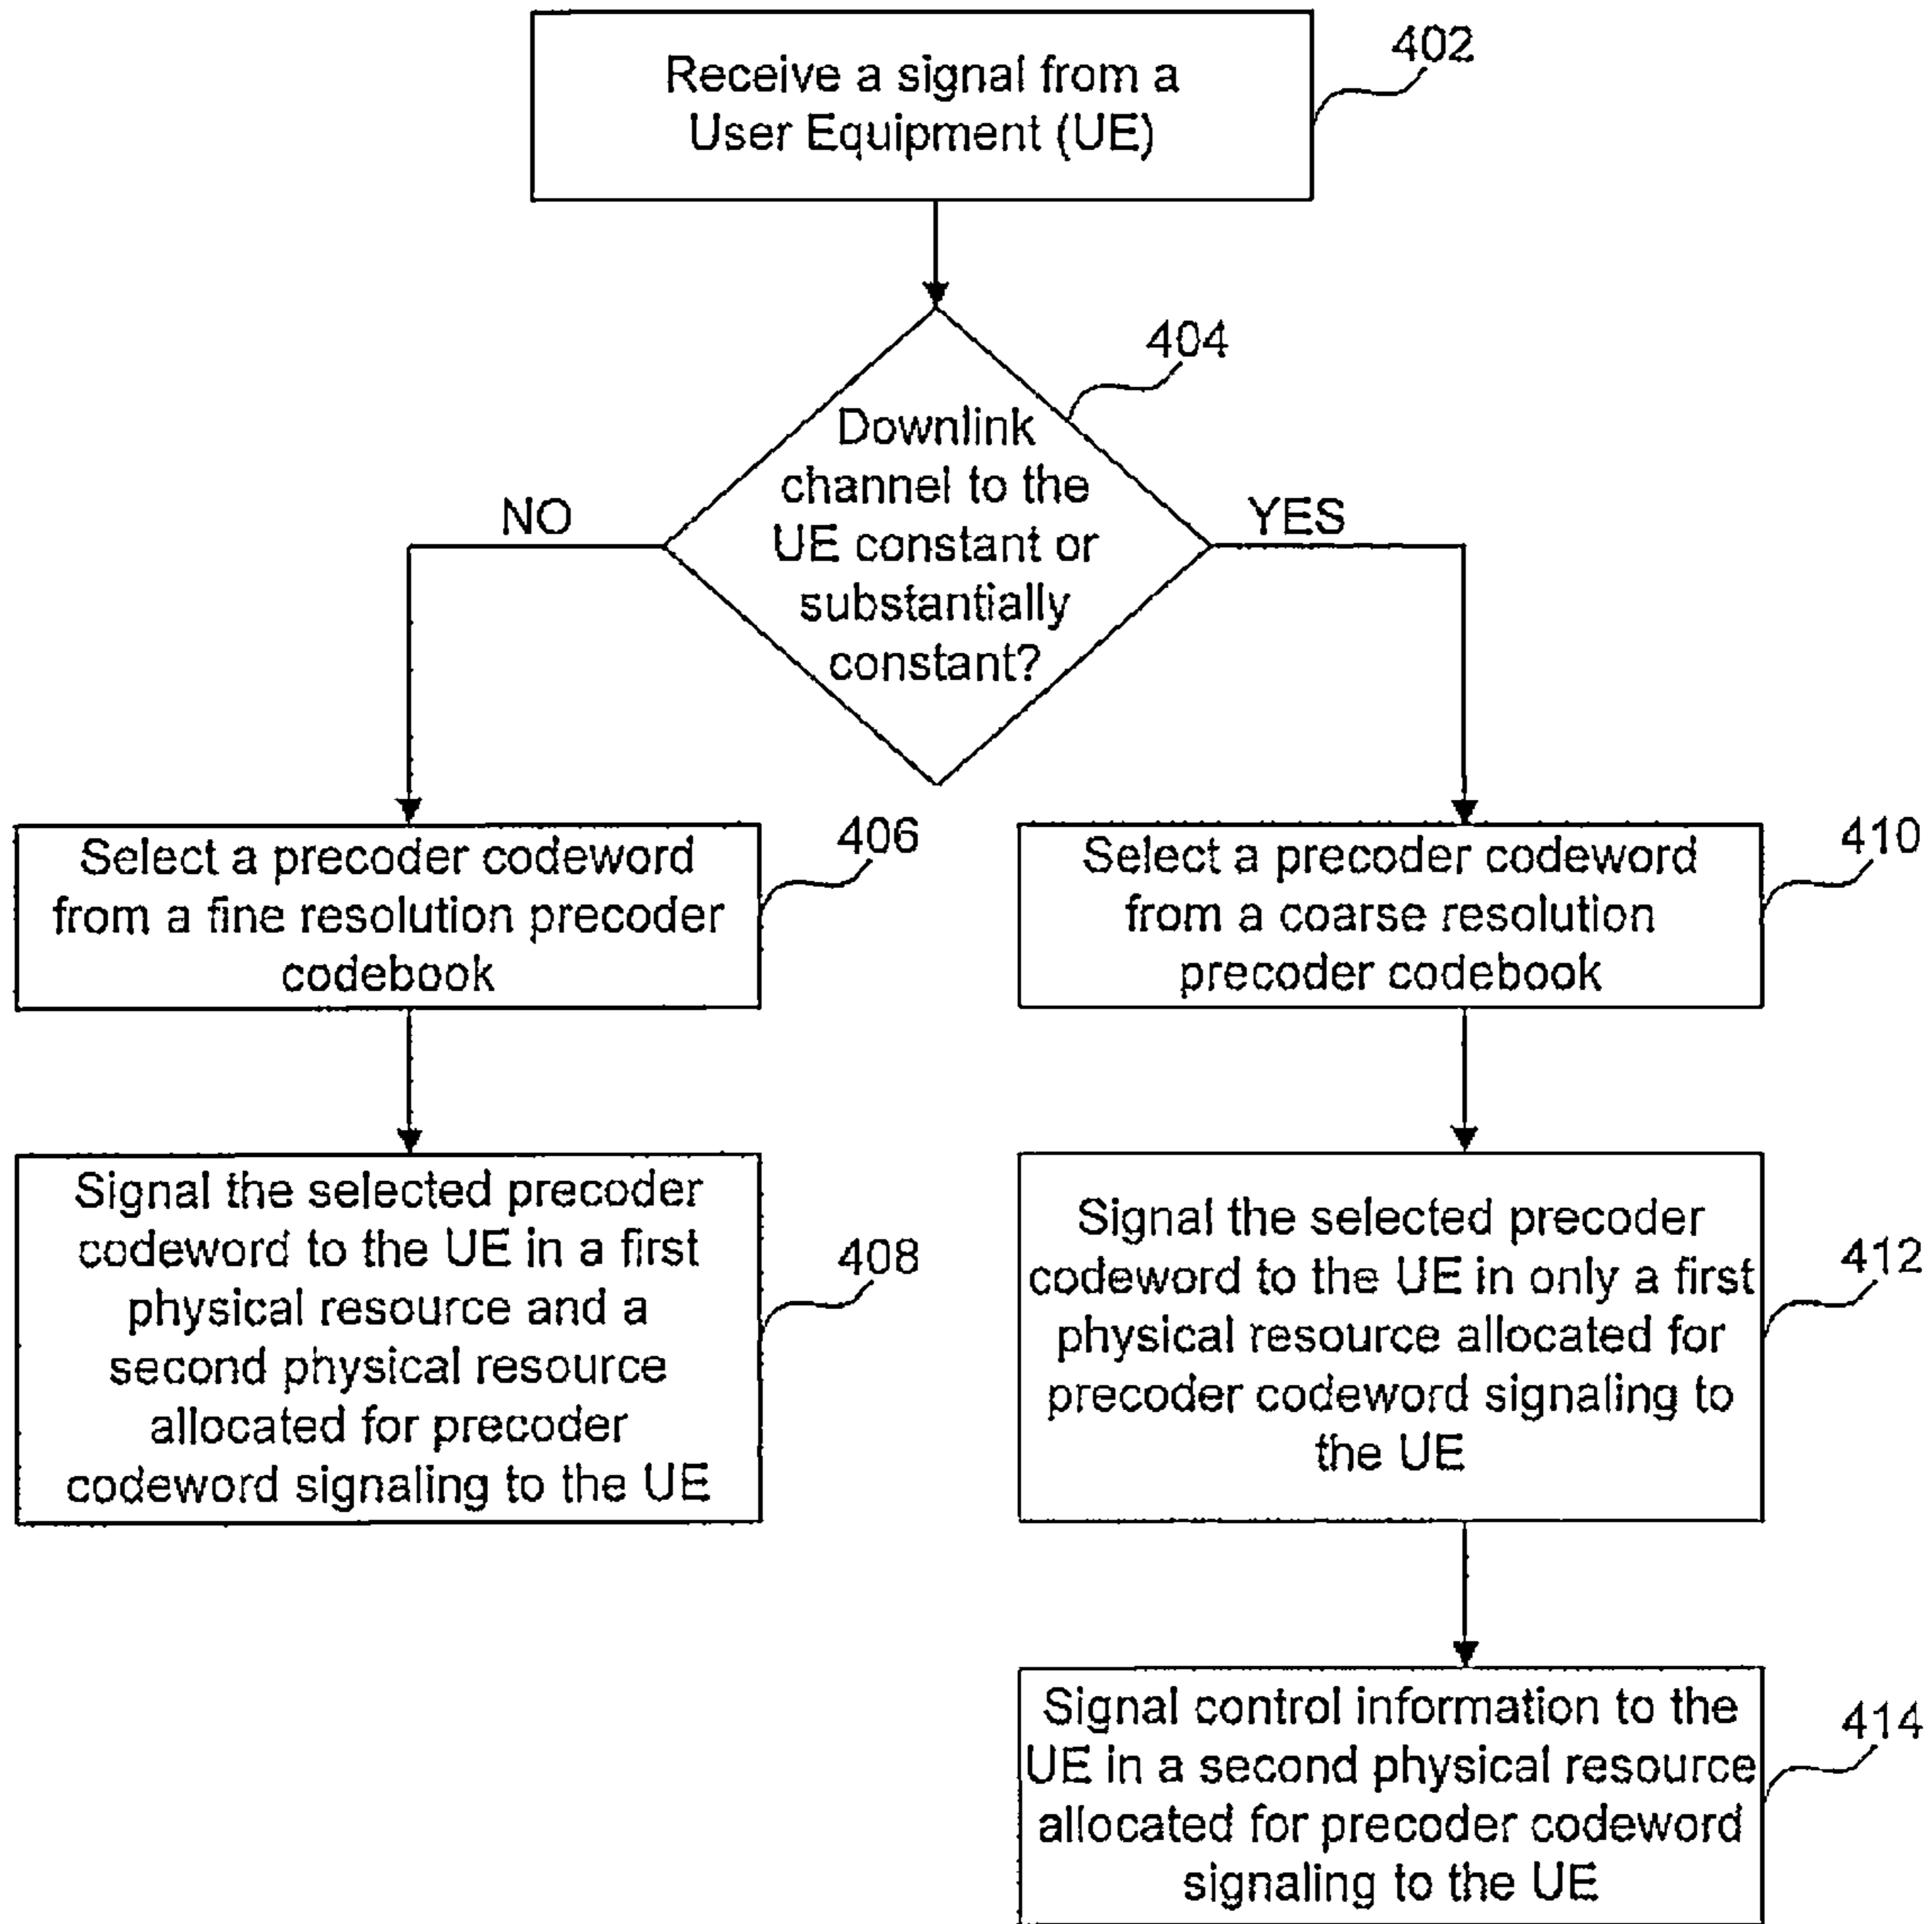 Receive a signal from a
User Equipment (UE)
402
404
Downlink
channel to the
UE constant or
substantially
constant?
NO
YES
Select a precoder codeword
from a fine resolution precoder
codebook
406
Select a precoder codeword
from a coarse resolution
precoder codebook
410
Signal the selected precoder
codeword to the UE in a first
physical resource and a
second physical resource
allocated for precoder
codeword signaling to the UE
408
Signal the selected precoder
codeword to the UE in only a first
physical resource allocated for
precoder codeword signaling to
the UE
412
Signal control information to the
UE in a second physical resource
allocated for precoder codeword
signaling to the UE
414